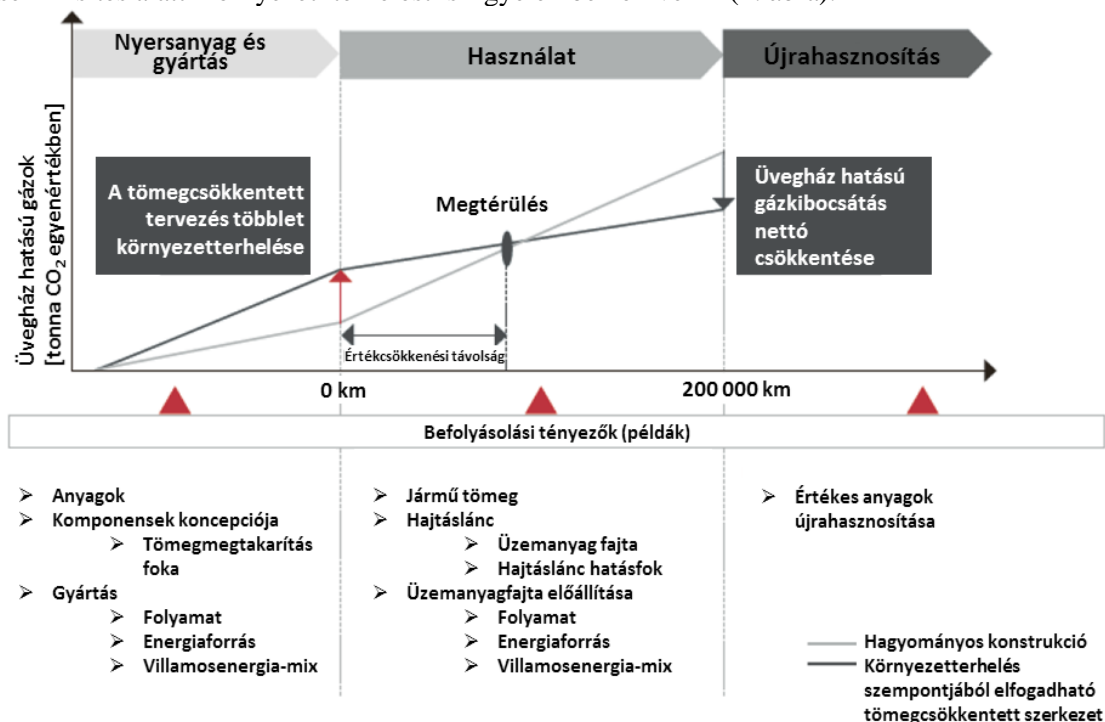 Nyersanyag és
gyártás
Használat
Újrahasznosítás
Üvegház hatású gázok
[tonna CO₂ egyenértékben]
A tömegcsökkentett
tervezés többlet
környezetterhelése
Megtérülés
Üvegház hatású
gázkibocsátás
nettó
csökkentése
Értékcsökkenési távolság
0 km
200 000 km
Befolyásolási tényezők (példák)
➢ Anyagok
➢ Komponensek koncepciója
➢ Tömegmegtakarítás
foka
➢ Gyártás
➢ Folyamat
➢ Energiaforrás
➢ Villamosenergia-mix
➢ Jármű tömeg
➢ Hajtáslánc
➢ Üzemanyag fajta
➢ Hajtáslánc hatásfok
➢ Üzemanyagfajta előállítása
➢ Folyamat
➢ Energiaforrás
➢ Villamosenergia-mix
➢ Értékes anyagok
újrahasznosítása
Hagyományos konstrukció
Környezetterhelés
szempontjából elfogadható
tömegcsökkentett szerkezet